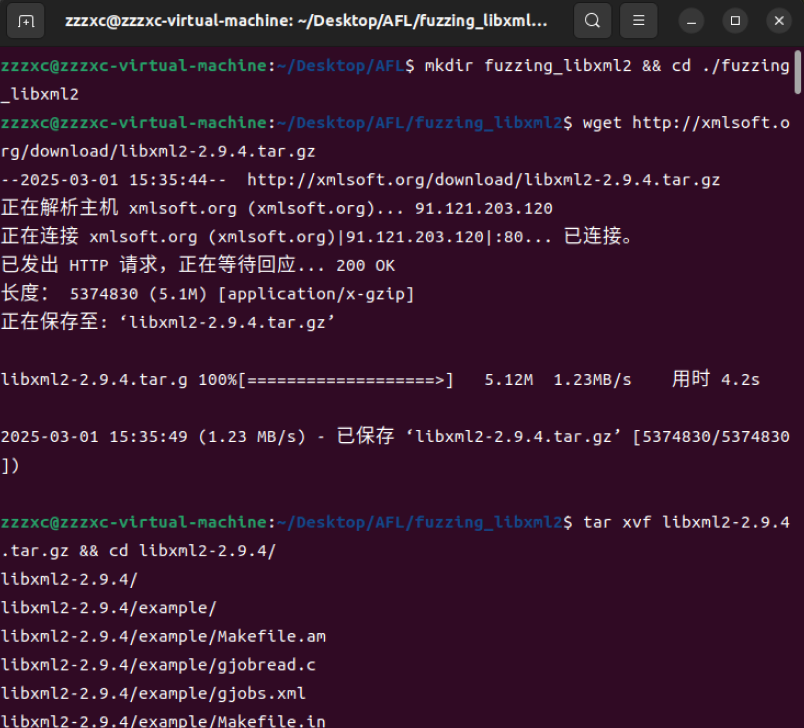 zzzxc@zzzxc-virtual-machine: ~/Desktop/AFL/fuzzing_libxml...
zzzxc@zzzxc-virtual-machine:~/Desktop/AFL$ mkdir fuzzing_libxml2 && cd ./fuzzing
_libxml2
zzzxc@zzzxc-virtual-machine:~/Desktop/AFL/fuzzing_libxml2$ wget http://xmlsoft.o
rg/download/libxml2-2.9.4.tar.gz
--2025-03-01 15:35:44--  http://xmlsoft.org/download/libxml2-2.9.4.tar.gz
正在解析主机 xmlsoft.org (xmlsoft.org)... 91.121.203.120
正在连接 xmlsoft.org (xmlsoft.org)|91.121.203.120|:80... 已连接。
已发出 HTTP 请求，正在等待回应... 200 OK
长度： 5374830 (5.1M) [application/x-gzip]
正在保存至: ‘libxml2-2.9.4.tar.gz’
libxml2-2.9.4.tar.g 100%[===================>]   5.12M  1.23MB/s    用时 4.2s
2025-03-01 15:35:49 (1.23 MB/s) - 已保存 ‘libxml2-2.9.4.tar.gz’ [5374830/5374830
])
zzzxc@zzzxc-virtual-machine:~/Desktop/AFL/fuzzing_libxml2$ tar xvf libxml2-2.9.4
.tar.gz && cd libxml2-2.9.4/
libxml2-2.9.4/
libxml2-2.9.4/example/
libxml2-2.9.4/example/Makefile.am
libxml2-2.9.4/example/gjobread.c
libxml2-2.9.4/example/gjobs.xml
libxml2-2.9.4/example/Makefile.in